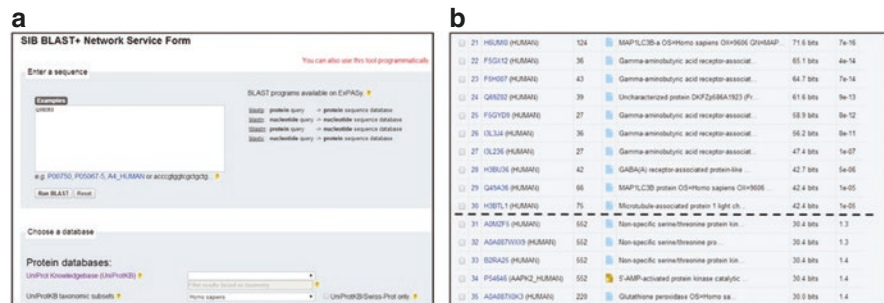 a
SIB BLAST+ Network Service Form
You can also use this tool programmatically
Enter a sequence
Examples
BLAST programs available on ExPASy.
protein query -> protein sequence database
nucleotide query -> nucleotide sequence database
protein query -> nucleotide sequence database
nucleotide query -> protein sequence database
e.g. P00750, P05067-5, A4_HUMAN or
Run BLAST Reset
Choose a database
Protein databases:
UniProt Knowledgebase (UniProtKB)
UniProtKB taxonomic subsets Homo sapiens UniProtKB/Swiss-Prot only
b
21 H6UMI0 (HUMAN) 124 MAP1LC3B-a OS=Homo sapiens OX=9606 GN=MAP... 71.6 bits 7e-16
22 F5GX12 (HUMAN) 36 Gamma-aminobutyric acid receptor-associat... 65.1 bits 4e-14
23 F5H007 (HUMAN) 43 Gamma-aminobutyric acid receptor-associat... 64.7 bits 7e-14
24 (HUMAN) 39 Uncharacterized protein DKFZp686A1923 (Fr... 61.6 bits 9e-13
25 F5GYD9 (HUMAN) 27 Gamma-aminobutyric acid receptor-associat... 58.9 bits 8e-12
26 I3L3J4 (HUMAN) 36 Gamma-aminobutyric acid receptor-associat... 56.2 bits 8e-11
27 I3L236 (HUMAN) 27 Gamma-aminobutyric acid receptor-associat... 47.4 bits 1e-07
28 H3BU36 (HUMAN) 42 GABA(A) receptor-associated protein-like ... 42.7 bits 5e-06
29 Q49A36 (HUMAN) 66 MAP1LC3B protein OS=Homo sapiens OX=9606 ... 42.4 bits 1e-05
30 H3BTL1 (HUMAN) 75 Microtubule-associated protein 1 light ch... 42.4 bits 1e-05
31 A0MZF5 (HUMAN) 552 Non-specific serine/threonine protein kin... 30.4 bits 1.3
32 (HUMAN) 552 Non-specific serine/threonine pro... 30.4 bits 1.3
33 B2RA25 (HUMAN) 552 Non-specific serine/threonine protein kin... 30.4 bits 1.4
34 P54646 (AAPK2_HUMAN) 552 5'-AMP-activated protein kinase catalytic ... 30.4 bits 1.4
35 (HUMAN) 220 Glutathione peroxidase OS=Homo sa... 30.0 bits 1.4